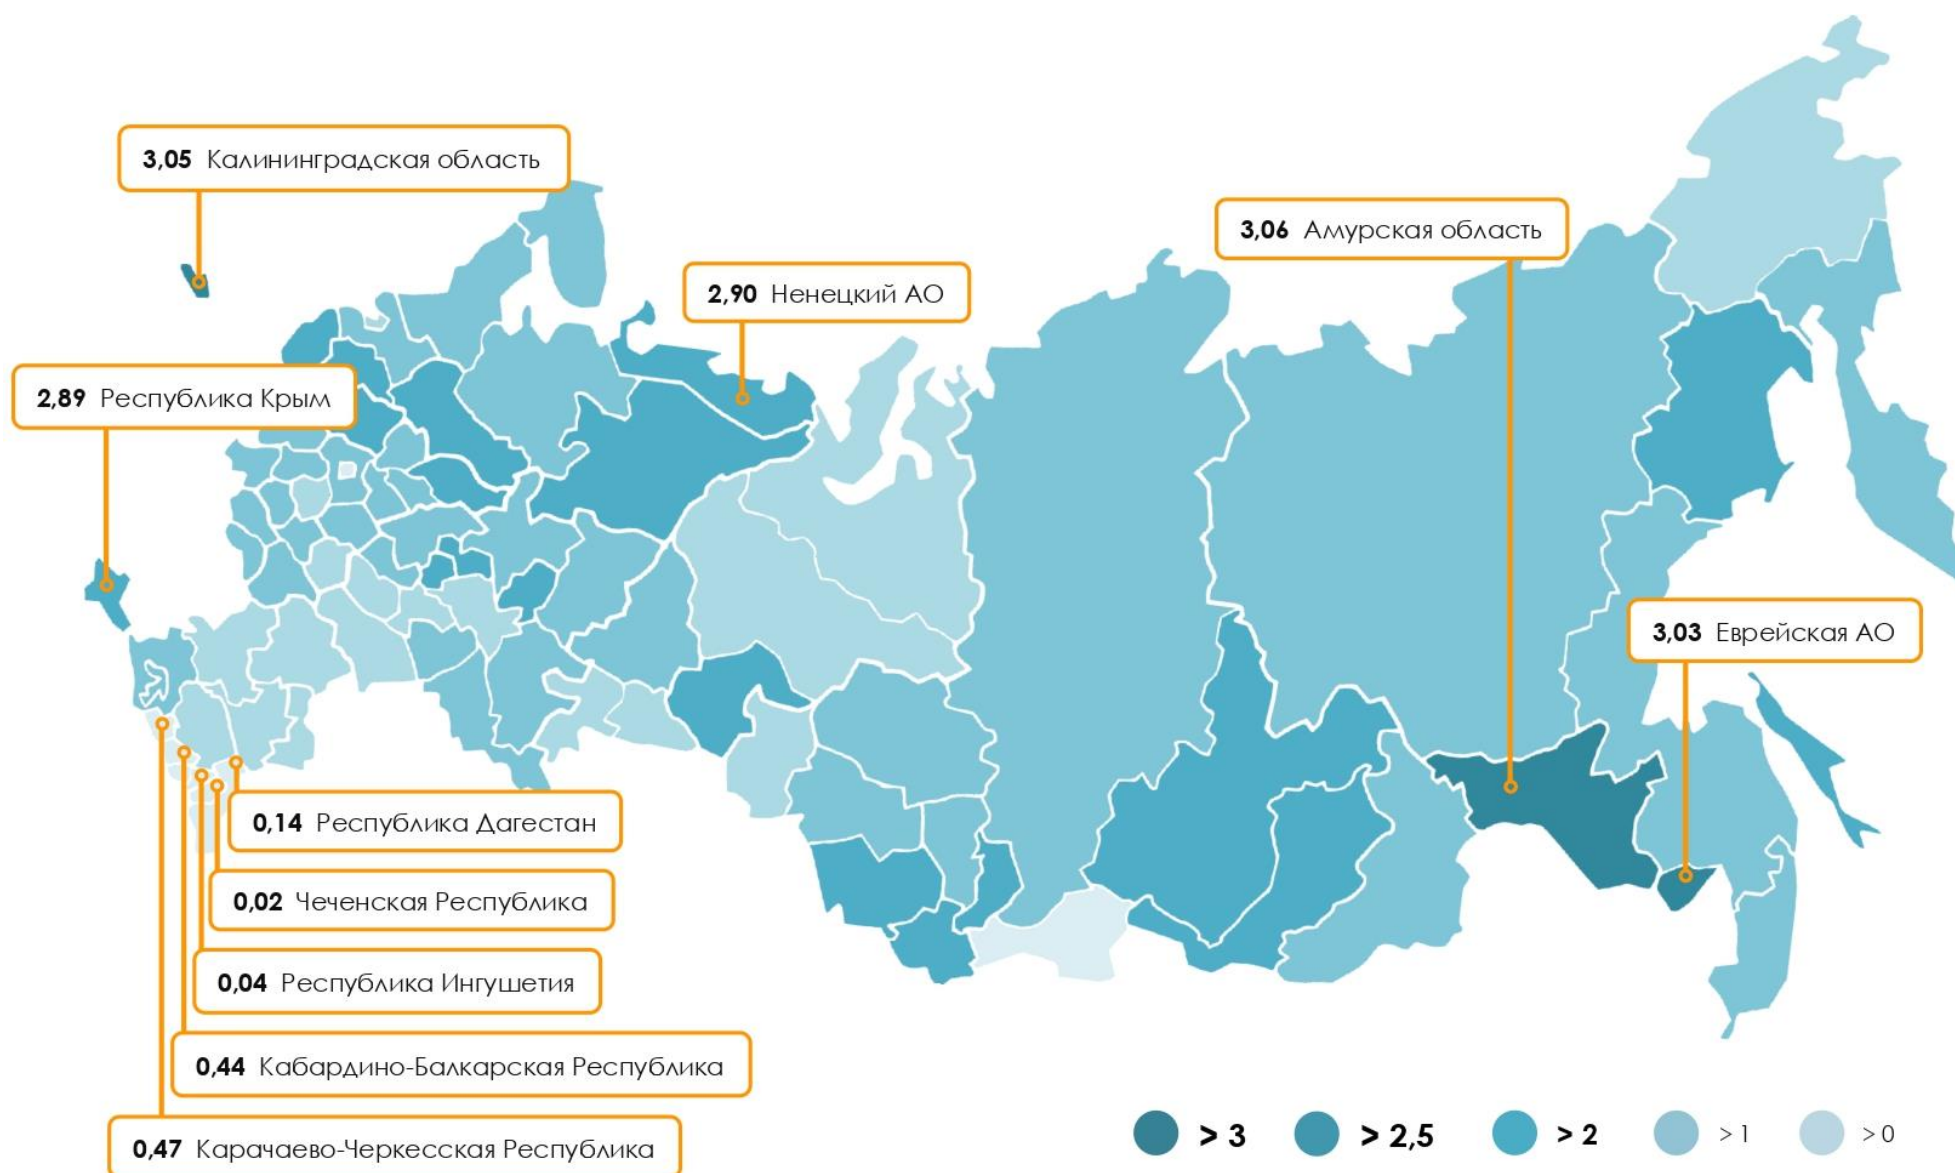 3,05 Калининградская область
3,06 Амурская область
2,90 Ненецкий АО
2,89 Республика Крым
3,03 Еврейская АО
0,14 Республика Дагестан
0,02 Чеченская Республика
0,04 Республика Ингушетия
0,44 Кабардино-Балкарская Республика
0,47 Карачаево-Черкесская Республика
> 3 > 2,5 > 2 > 1 > 0